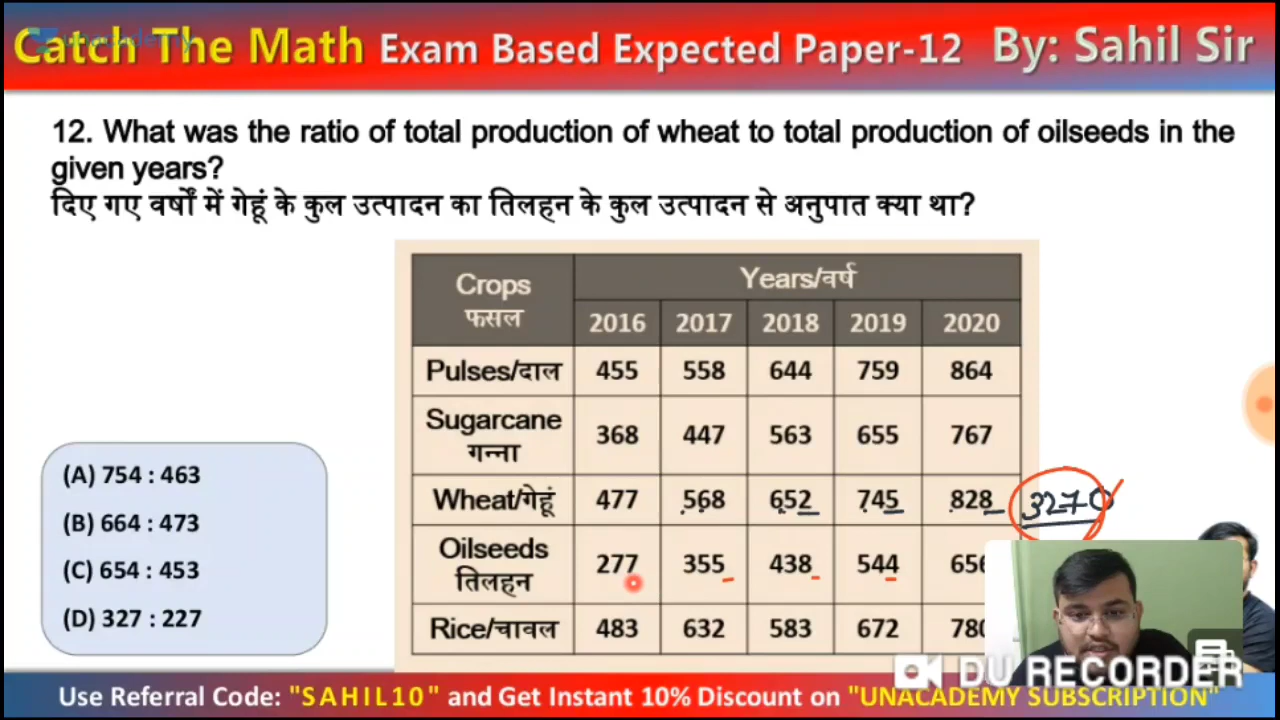 Catch The Math Exam Based Expected Paper-12 By: Sahil Sir
12. What was the ratio of total production of wheat to total production of oilseeds in the
given years?
दिए गए वर्षों में गेहूं के कुल उत्पादन का तिलहन के कुल उत्पादन से अनुपात क्या था?
Crops
फसल
Years/वर्ष
2016 2017 2018 2019 2020
Pulses/दाल 455 558 644 759 864
Sugarcane
गन्ना
368 447 563 655 767
Wheat/गेहूं 477 568 652 745 828 3270
Oilseeds
तिलहन
277 355 438 544 656
Rice/चावल 483 632 583 672 780
(A) 754 : 463
(B) 664 : 473
(C) 654 : 453
(D) 327 : 227
DU RECORDER
Use Referral Code: "SAHIL10" and Get Instant 10% Discount on "UNACADEMY SUBSCRIPTION"